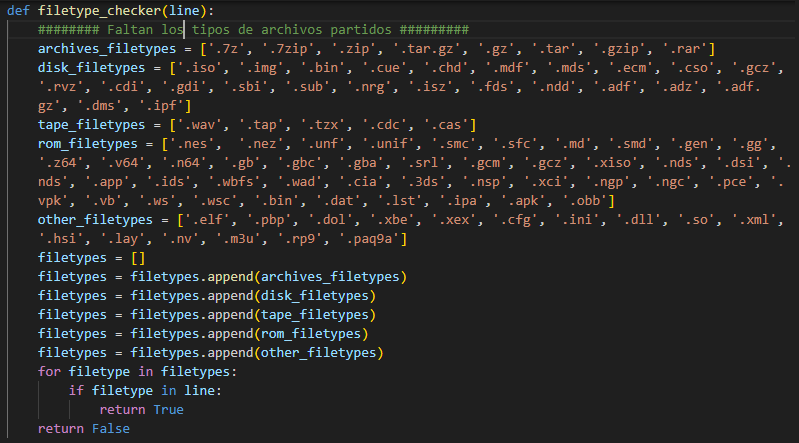 def filetype_checker(line):
######## Faltan los tipos de archivos partidos #########
archives_filetypes = ['.7z', '.7zip', '.zip', '.tar.gz', '.gz', '.tar', '.gzip', '.rar']
disk_filetypes = ['.iso', '.img', '.bin', '.cue', '.chd', '.mdf', '.mds', '.ecm', '.cso', '.gcz',
'.rvz', '.cdi', '.gdi', '.sbi', '.sub', '.nrg', '.isz', '.fds', '.ndd', '.adf', '.adz', '.adf.
gz', '.dms', '.ipf']
tape_filetypes = ['.wav', '.tap', '.tzx', '.cdc', '.cas']
rom_filetypes = ['.nes', '.nez', '.unf', '.unif', '.smc', '.sfc', '.md', '.smd', '.gen', '.gg',
'.z64', '.v64', '.n64', '.gb', '.gbc', '.gba', '.srl', '.gcm', '.gcz', '.xiso', '.nds', '.dsi', '.
nds', '.app', '.ids', '.wbfs', '.wad', '.cia', '.3ds', '.nsp', '.xci', '.ngp', '.ngc', '.pce', '.
vpk', '.vb', '.ws', '.wsc', '.bin', '.dat', '.lst', '.ipa', '.apk', '.obb']
other_filetypes = ['.elf', '.pbp', '.dol', '.xbe', '.xex', '.cfg', '.ini', '.dll', '.so', '.xml',
'.hsi', '.lay', '.nv', '.m3u', '.rp9', '.paq9a']
filetypes = []
filetypes = filetypes.append(archives_filetypes)
filetypes = filetypes.append(disk_filetypes)
filetypes = filetypes.append(tape_filetypes)
filetypes = filetypes.append(rom_filetypes)
filetypes = filetypes.append(other_filetypes)
for filetype in filetypes:
if filetype in line:
return True
return False